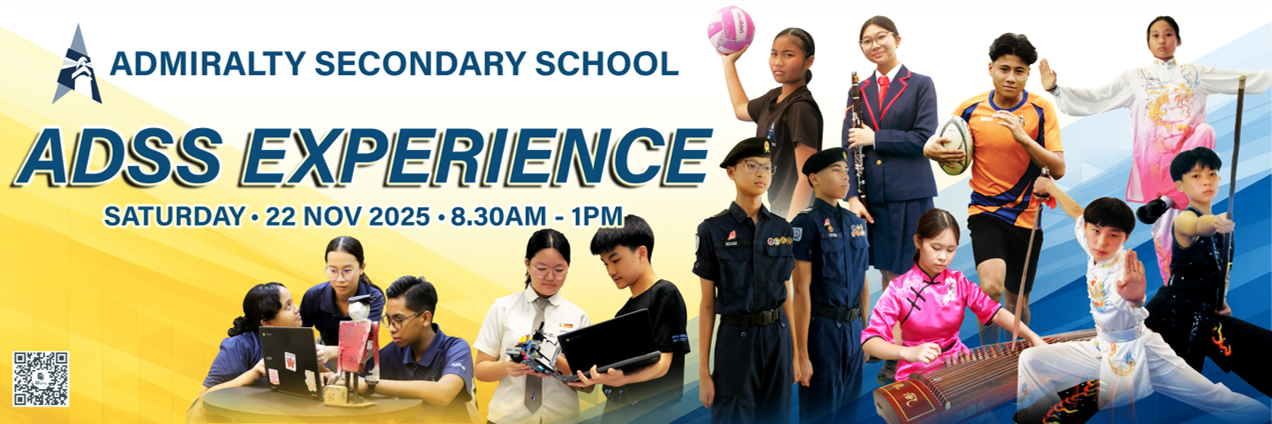 ADMIRALTY SECONDARY SCHOOL
ADSS EXPERIENCE
SATURDAY • 22 NOV 2025 • 8.30AM - 1PM